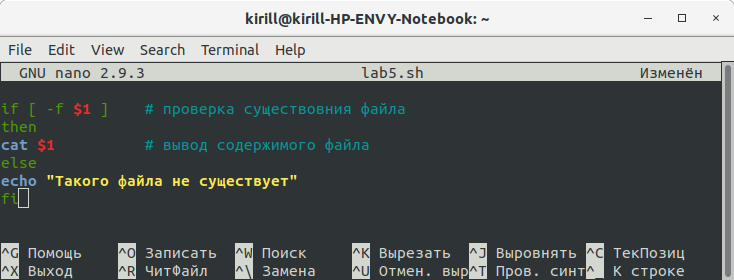 kirill@kirill-HP-ENVY-Notebook: ~
File Edit View Search Terminal Help
GNU nano 2.9.3 lab5.sh Изменён
if [ -f $1 ] # проверка существовния файла
then
cat $1 # вывод содержимого файла
else
echo "Такого файла не существует"
fi
^G Помощь ^O Записать ^W Поиск ^K Вырезать ^J Выровнять ^C ТекПозиц
^X Выход ^R ЧитФайл ^\ Замена ^U Отмен. выр^T Пров. синт^_ К строке